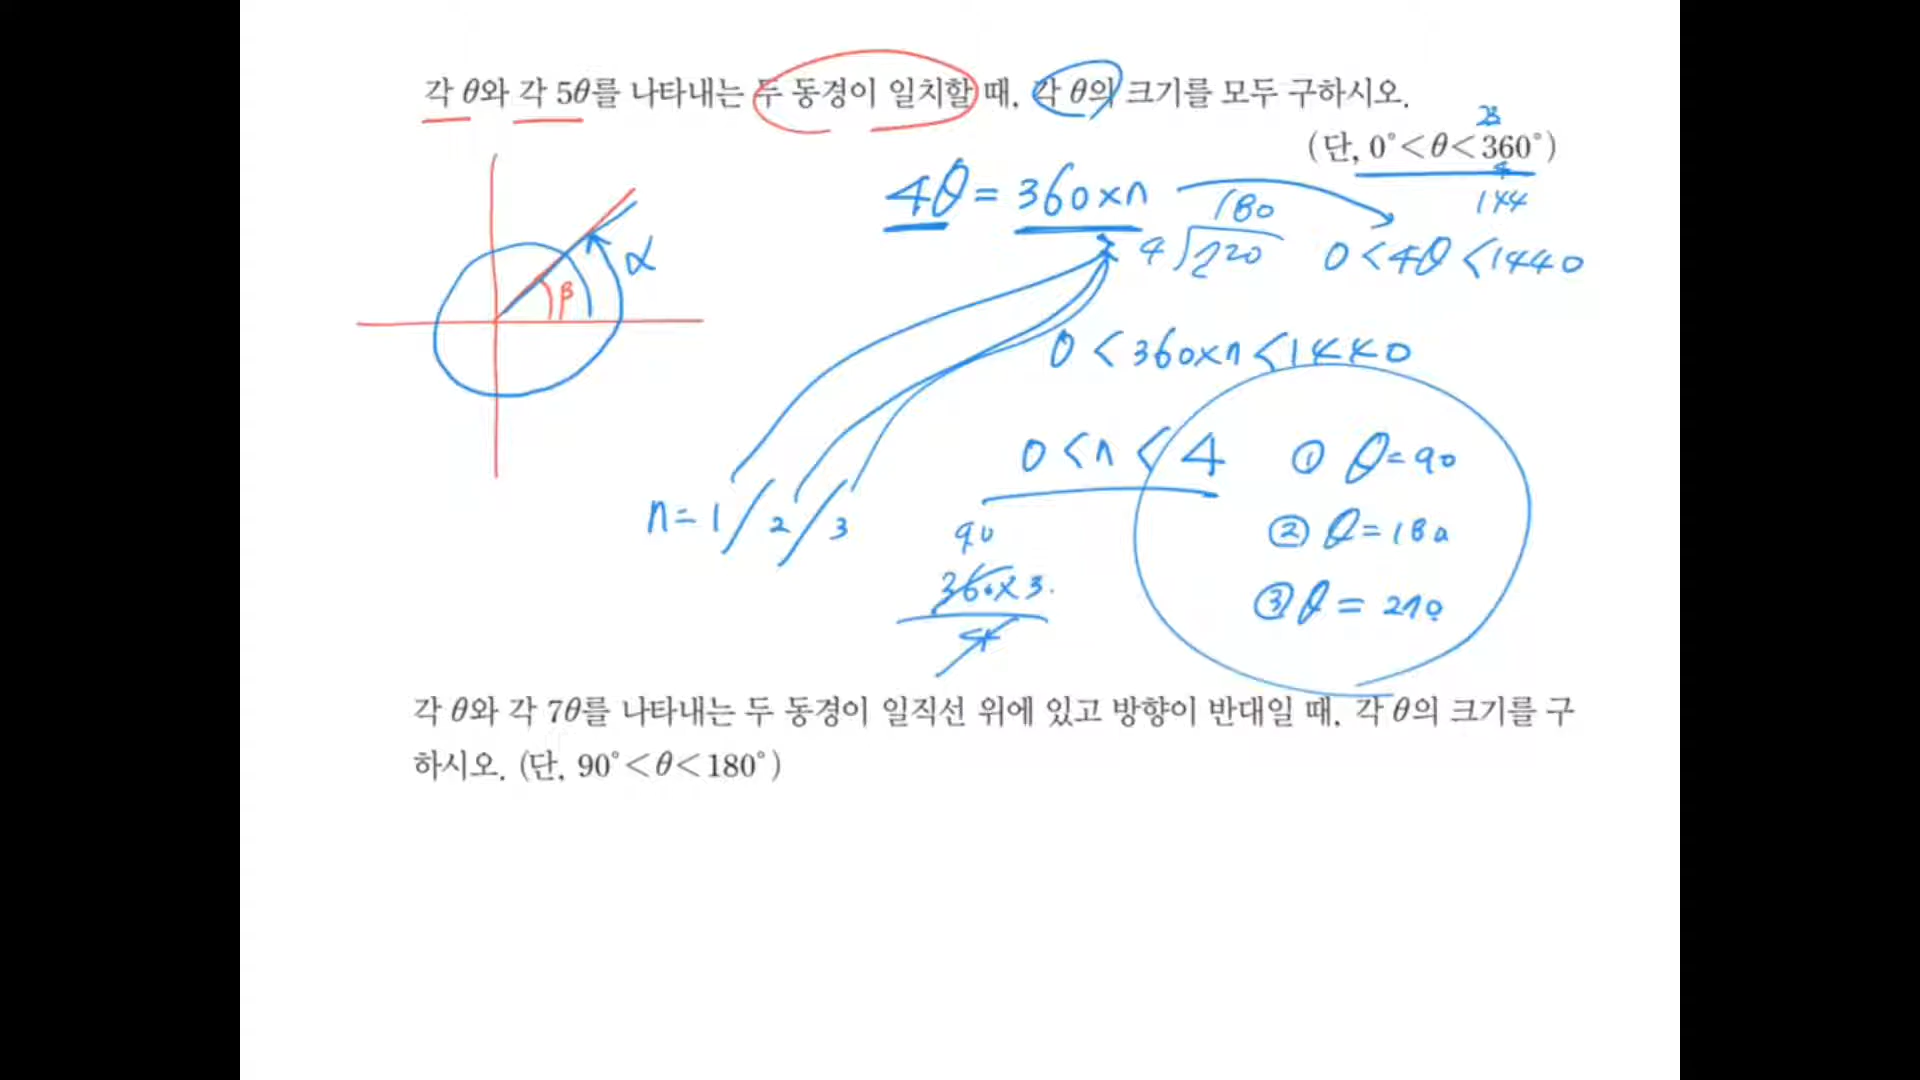 각 θ와 각 5θ를 나타내는 두 동경이 일치할 때, 각 θ의 크기를 모두 구하시오.
(단, 0°<θ<360°)
4
144
4θ = 360×n
180
4)720
0<4θ<1440
α
β
0<360×n<1440
0<n<4
① θ=90
n=1/2/3
② θ=180
90
360×3
4
③ θ=270
각 θ와 각 7θ를 나타내는 두 동경이 일직선 위에 있고 방향이 반대일 때, 각 θ의 크기를 구
하시오. (단, 90°<θ<180°)